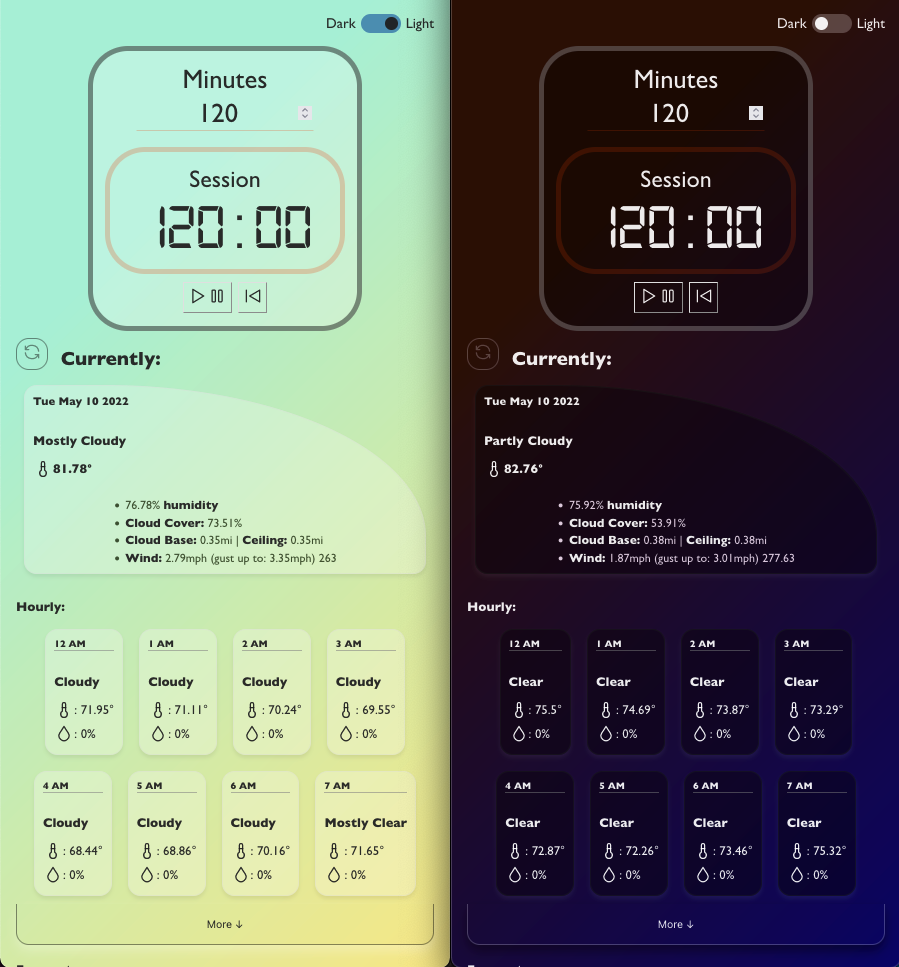 Dark Light
Minutes
120
Session
120:00
Currently:
Tue May 10 2022
Mostly Cloudy
81.78°
• 76.78% humidity
• Cloud Cover: 73.51%
• Cloud Base: 0.35mi | Ceiling: 0.35mi
• Wind: 2.79mph (gust up to: 3.35mph) 263
Hourly:
12 AM
Cloudy
: 71.95°
: 0%
1 AM
Cloudy
: 71.11°
: 0%
2 AM
Cloudy
: 70.24°
: 0%
3 AM
Cloudy
: 69.55°
: 0%
4 AM
Cloudy
: 68.44°
: 0%
5 AM
Cloudy
: 68.86°
: 0%
6 AM
Cloudy
: 70.16°
: 0%
7 AM
Mostly Clear
: 71.65°
: 0%
More ↓
Dark Light
Minutes
120
Session
120:00
Currently:
Tue May 10 2022
Partly Cloudy
82.76°
• 75.92% humidity
• Cloud Cover: 53.91%
• Cloud Base: 0.38mi | Ceiling: 0.38mi
• Wind: 1.87mph (gust up to: 3.01mph) 277.63
Hourly:
12 AM
Clear
: 75.5°
: 0%
1 AM
Clear
: 74.69°
: 0%
2 AM
Clear
: 73.87°
: 0%
3 AM
Clear
: 73.29°
: 0%
4 AM
Clear
: 72.87°
: 0%
5 AM
Clear
: 72.26°
: 0%
6 AM
Clear
: 73.46°
: 0%
7 AM
Clear
: 75.32°
: 0%
More ↓